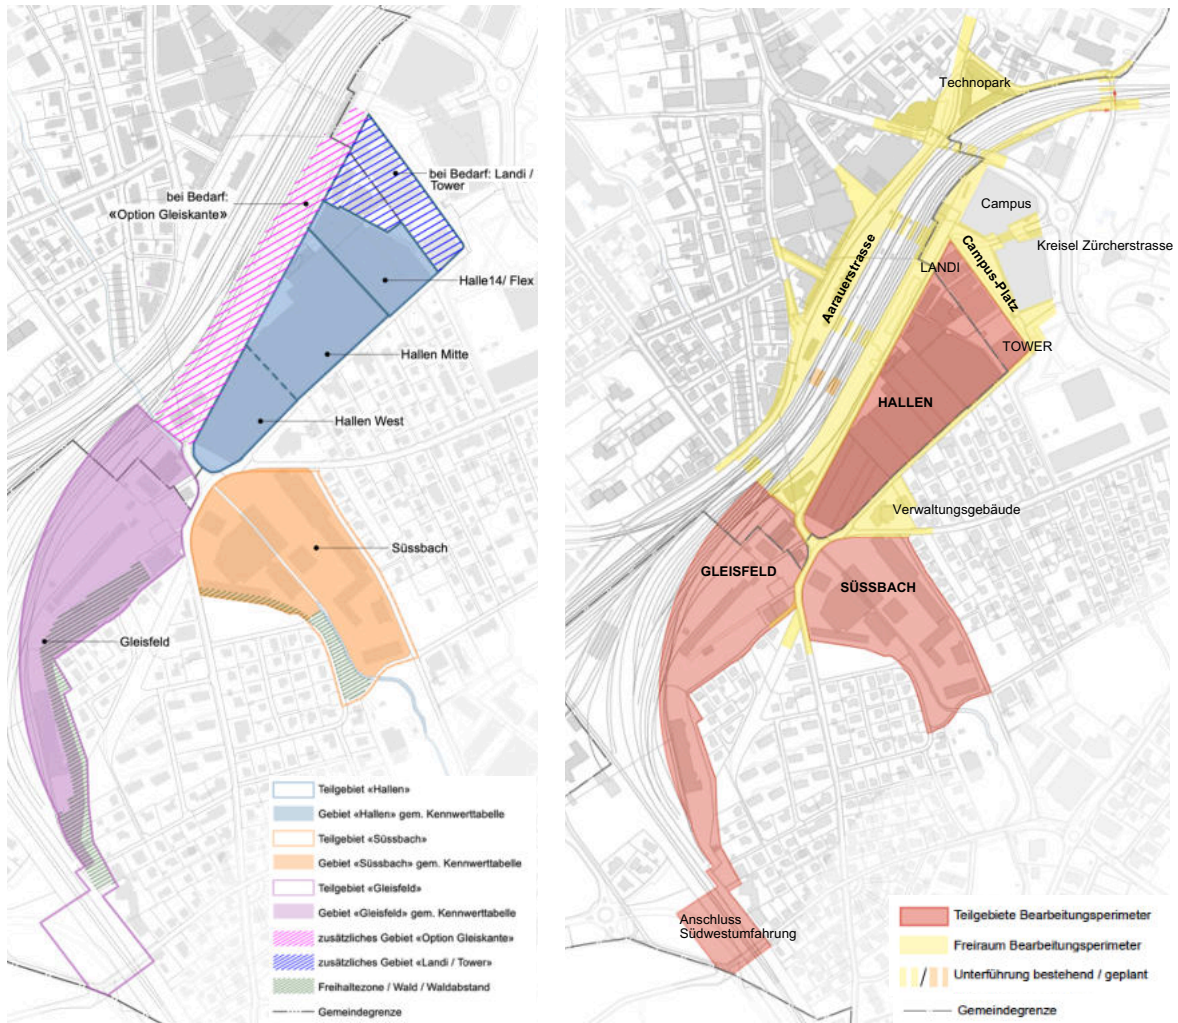 bei Bedarf:
«Option Gleiskante»
bei Bedarf: Landi /
Tower
Halle14/ Flex
Hallen Mitte
Hallen West
Süssbach
Gleisfeld
Teilgebiet «Hallen»
Gebiet «Hallen» gem. Kennwerttabelle
Teilgebiet «Süssbach»
Gebiet «Süssbach» gem. Kennwerttabelle
Teilgebiet «Gleisfeld»
Gebiet «Gleisfeld» gem. Kennwerttabelle
zusätzliches Gebiet «Option Gleiskante»
zusätzliches Gebiet «Landi / Tower»
Freihaltezone / Wald / Waldabstand
Gemeindegrenze
Technopark
Campus
Kreisel Zürcherstrasse
Aarauerstrasse
LANDI
Campus-Platz
TOWER
HALLEN
Verwaltungsgebäude
GLEISFELD
SÜSSBACH
Anschluss
Südwestumfahrung
Teilgebiete Bearbeitungsperimeter
Freiraum Bearbeitungsperimeter
Unterführung bestehend / geplant
Gemeindegrenze